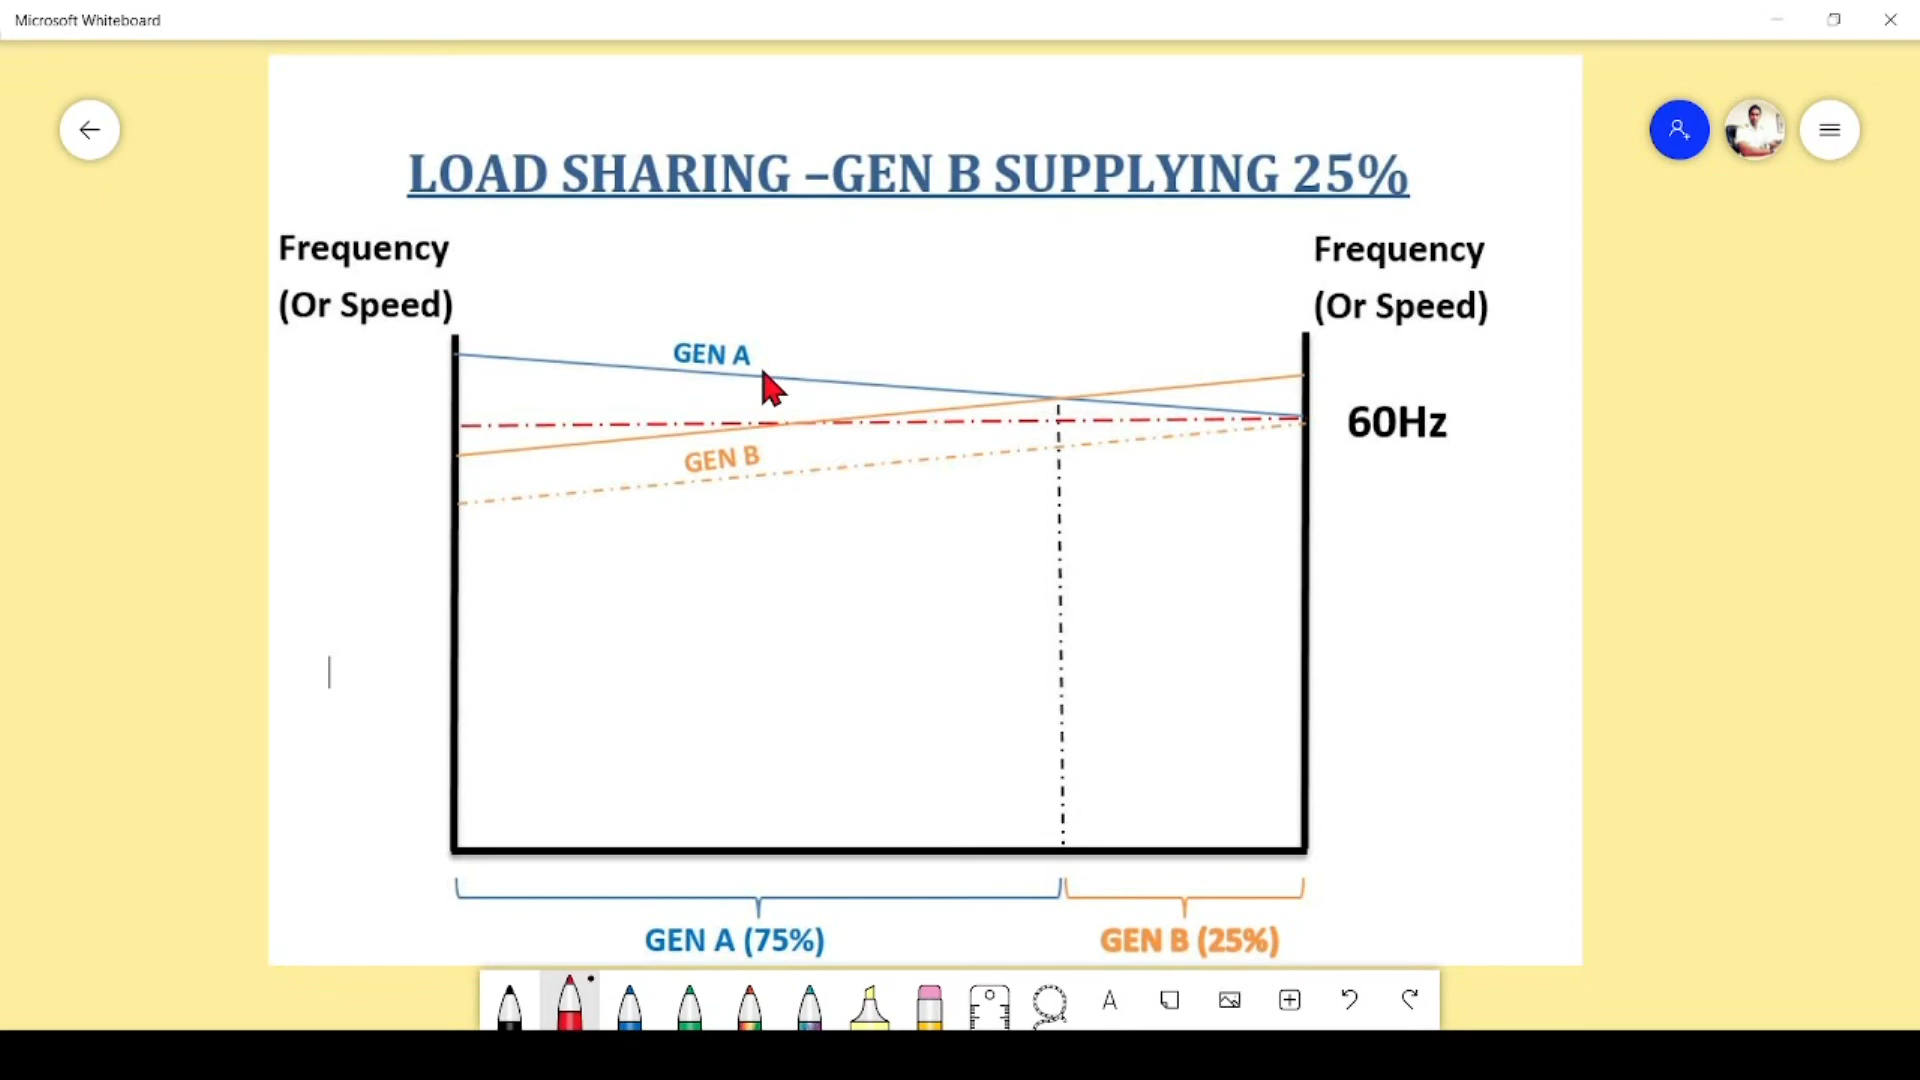 Microsoft Whiteboard
LOAD SHARING –GEN B SUPPLYING 25%
Frequency
(Or Speed)
Frequency
(Or Speed)
GEN A
60Hz
GEN B
GEN A (75%)
GEN B (25%)